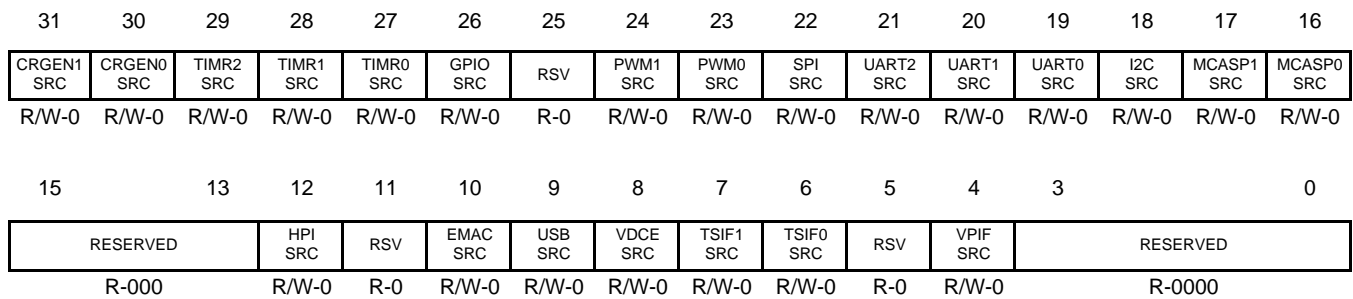 31 30 29 28 27 26 25 24 23 22 21 20 19 18 17 16
CRGEN1 CRGEN0 TIMR2 TIMR1 TIMR0 GPIO RSV PWM1 PWM0 SPI UART2 UART1 UART0 I2C MCASP1 MCASP0
SRC SRC SRC SRC SRC SRC SRC SRC SRC SRC SRC SRC SRC SRC SRC
R/W-0 R/W-0 R/W-0 R/W-0 R/W-0 R/W-0 R-0 R/W-0 R/W-0 R/W-0 R/W-0 R/W-0 R/W-0 R/W-0 R/W-0 R/W-0
15 13 12 11 10 9 8 7 6 5 4 3 0
RESERVED HPI RSV EMAC USB VDCE TSIF1 TSIF0 RSV VPIF RESERVED
SRC SRC SRC SRC SRC SRC SRC
R-000 R/W-0 R-0 R/W-0 R/W-0 R/W-0 R/W-0 R/W-0 R-0 R/W-0 R-0000